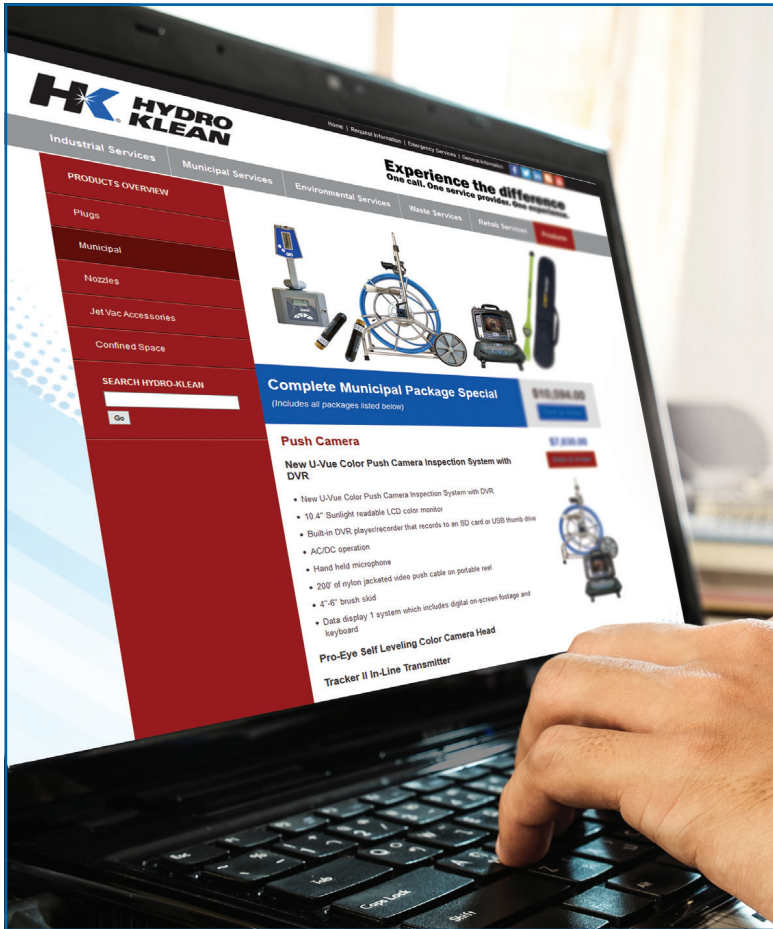 HK HYDRO
KLEAN
Home | Request Information | Emergency Services | General Information
Experience the difference
One call. One service provider. One experience.
Industrial Services
Municipal Services
Environmental Services
Waste Services
Rehab Services
Products
PRODUCTS OVERVIEW
Plugs
Municipal
Nozzles
Jet Vac Accessories
Confined Space
SEARCH HYDRO-KLEAN
Go
Complete Municipal Package Special
(Includes all packages listed below)
Push Camera
New U-Vue Color Push Camera Inspection System with
DVR
• New U-Vue Color Push Camera Inspection System with DVR
• 10.4" Sunlight readable LCD color monitor
• Built-in DVR player/recorder that records to an SD card or USB thumb drive
• AC/DC operation
• Hand held microphone
• 200' of nylon jacketed video push cable on portable reel
• 4"-6" brush skid
• Data display 1 system which includes digital on-screen footage and
keyboard
Pro-Eye Self Leveling Color Camera Head
Tracker II In-Line Transmitter
Esc
Tab
Caps Lock
Shift